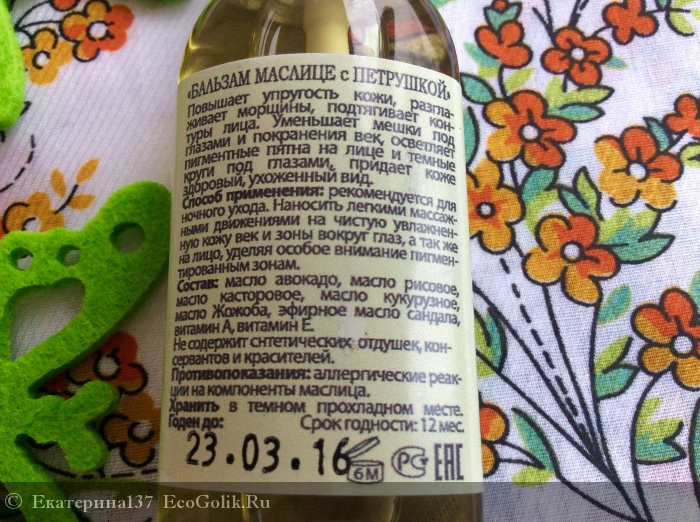 «БАЛЬЗАМ МАСЛИЦЕ с ПЕТРУШКОЙ»
Повышает упругость кожи, разгла-
живает морщины, подтягивает кон-
туры лица. Уменьшает мешки под
глазами и покранения век, осветляет
пигментные пятна на лице и темные
круги под глазами, придает коже
здоровый, ухоженный вид.
Способ применения: рекомендуется для
ночного ухода. Наносить легкими массаж-
ными движениями на чистую увлажнен-
ную кожу век и зоны вокруг глаз, а так же
на лицо, уделяя особое внимание пигмен-
тированным зонам.
Состав: масло авокадо, масло рисовое,
масло касторовое, масло кукурузное,
масло Жожоба, эфирное масло сандала,
витамин А, витамин Е.
Не содержит снтетических отдушек, кон-
сервантов и красителей.
Противопоказания: аллергические реак-
ции на компоненты маслица.
Хранить в темном прохладном месте.
Годен до: Срок годности: 12 мес.
23.03.16 6М РС ЕАС
© Екатерина137 EcoGolik.Ru